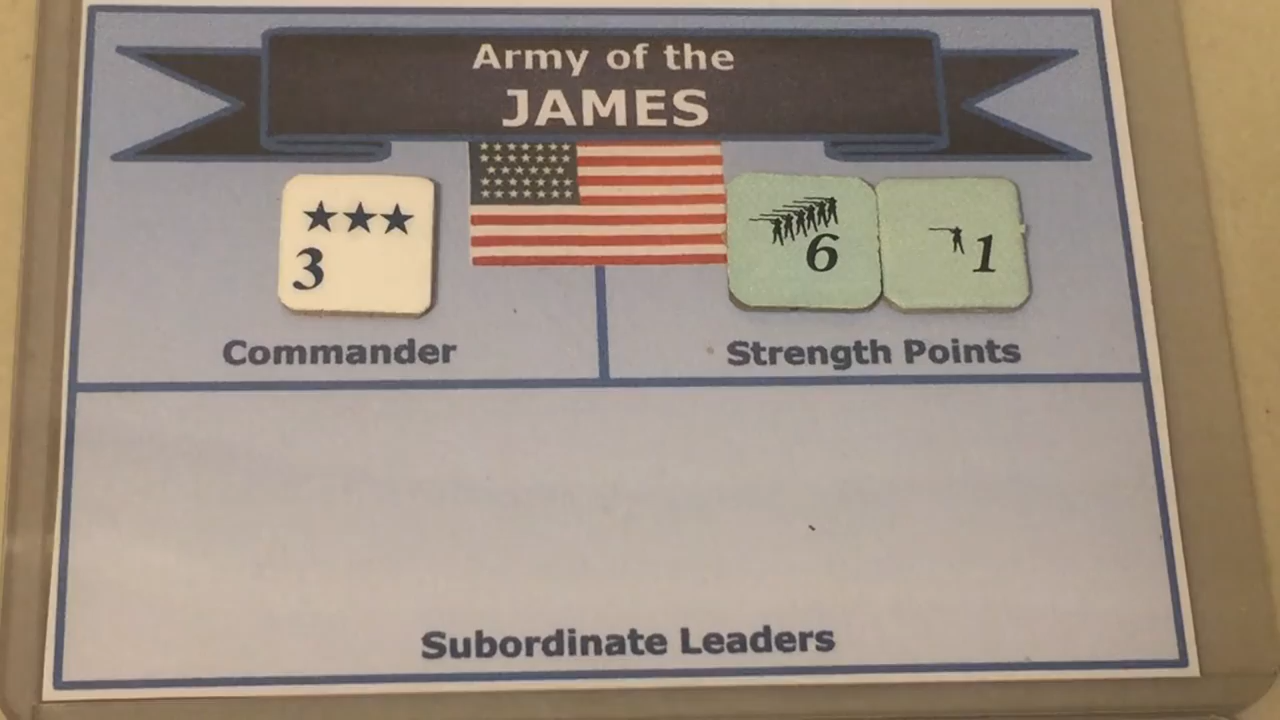 Army of the
JAMES
3
6
1
Commander
Strength Points
Subordinate Leaders